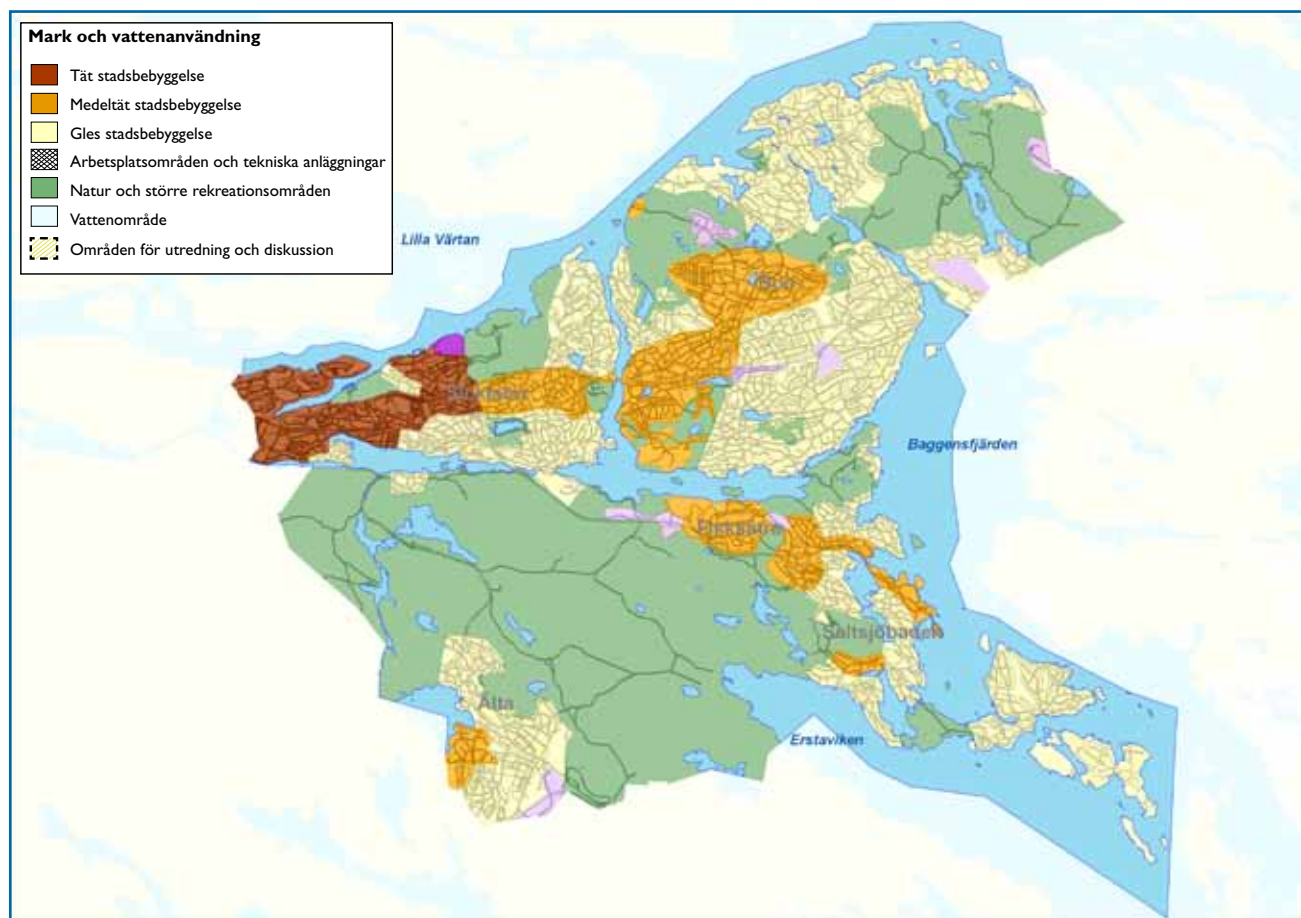 Mark och vattenanvändning
Tät stadsbebyggelse
Medeltät stadsbebyggelse
Gles stadsbebyggelse
Arbetsplatsområden och tekniska anläggningar
Natur och större rekreationsområden
Vattenområde
Områden för utredning och diskussion
Lilla Värtan
Baggensfjärden
Fisksätra
Saltsjöbaden
Älta
Erstaviken